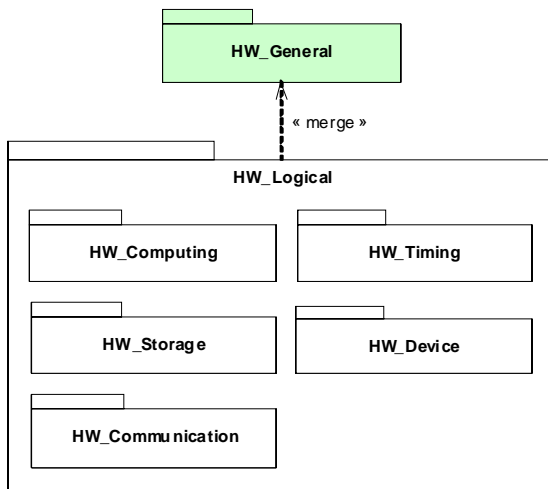 HW_General
« merge »
HW_Logical
HW_Computing
HW_Timing
HW_Storage
HW_Device
HW_Communication